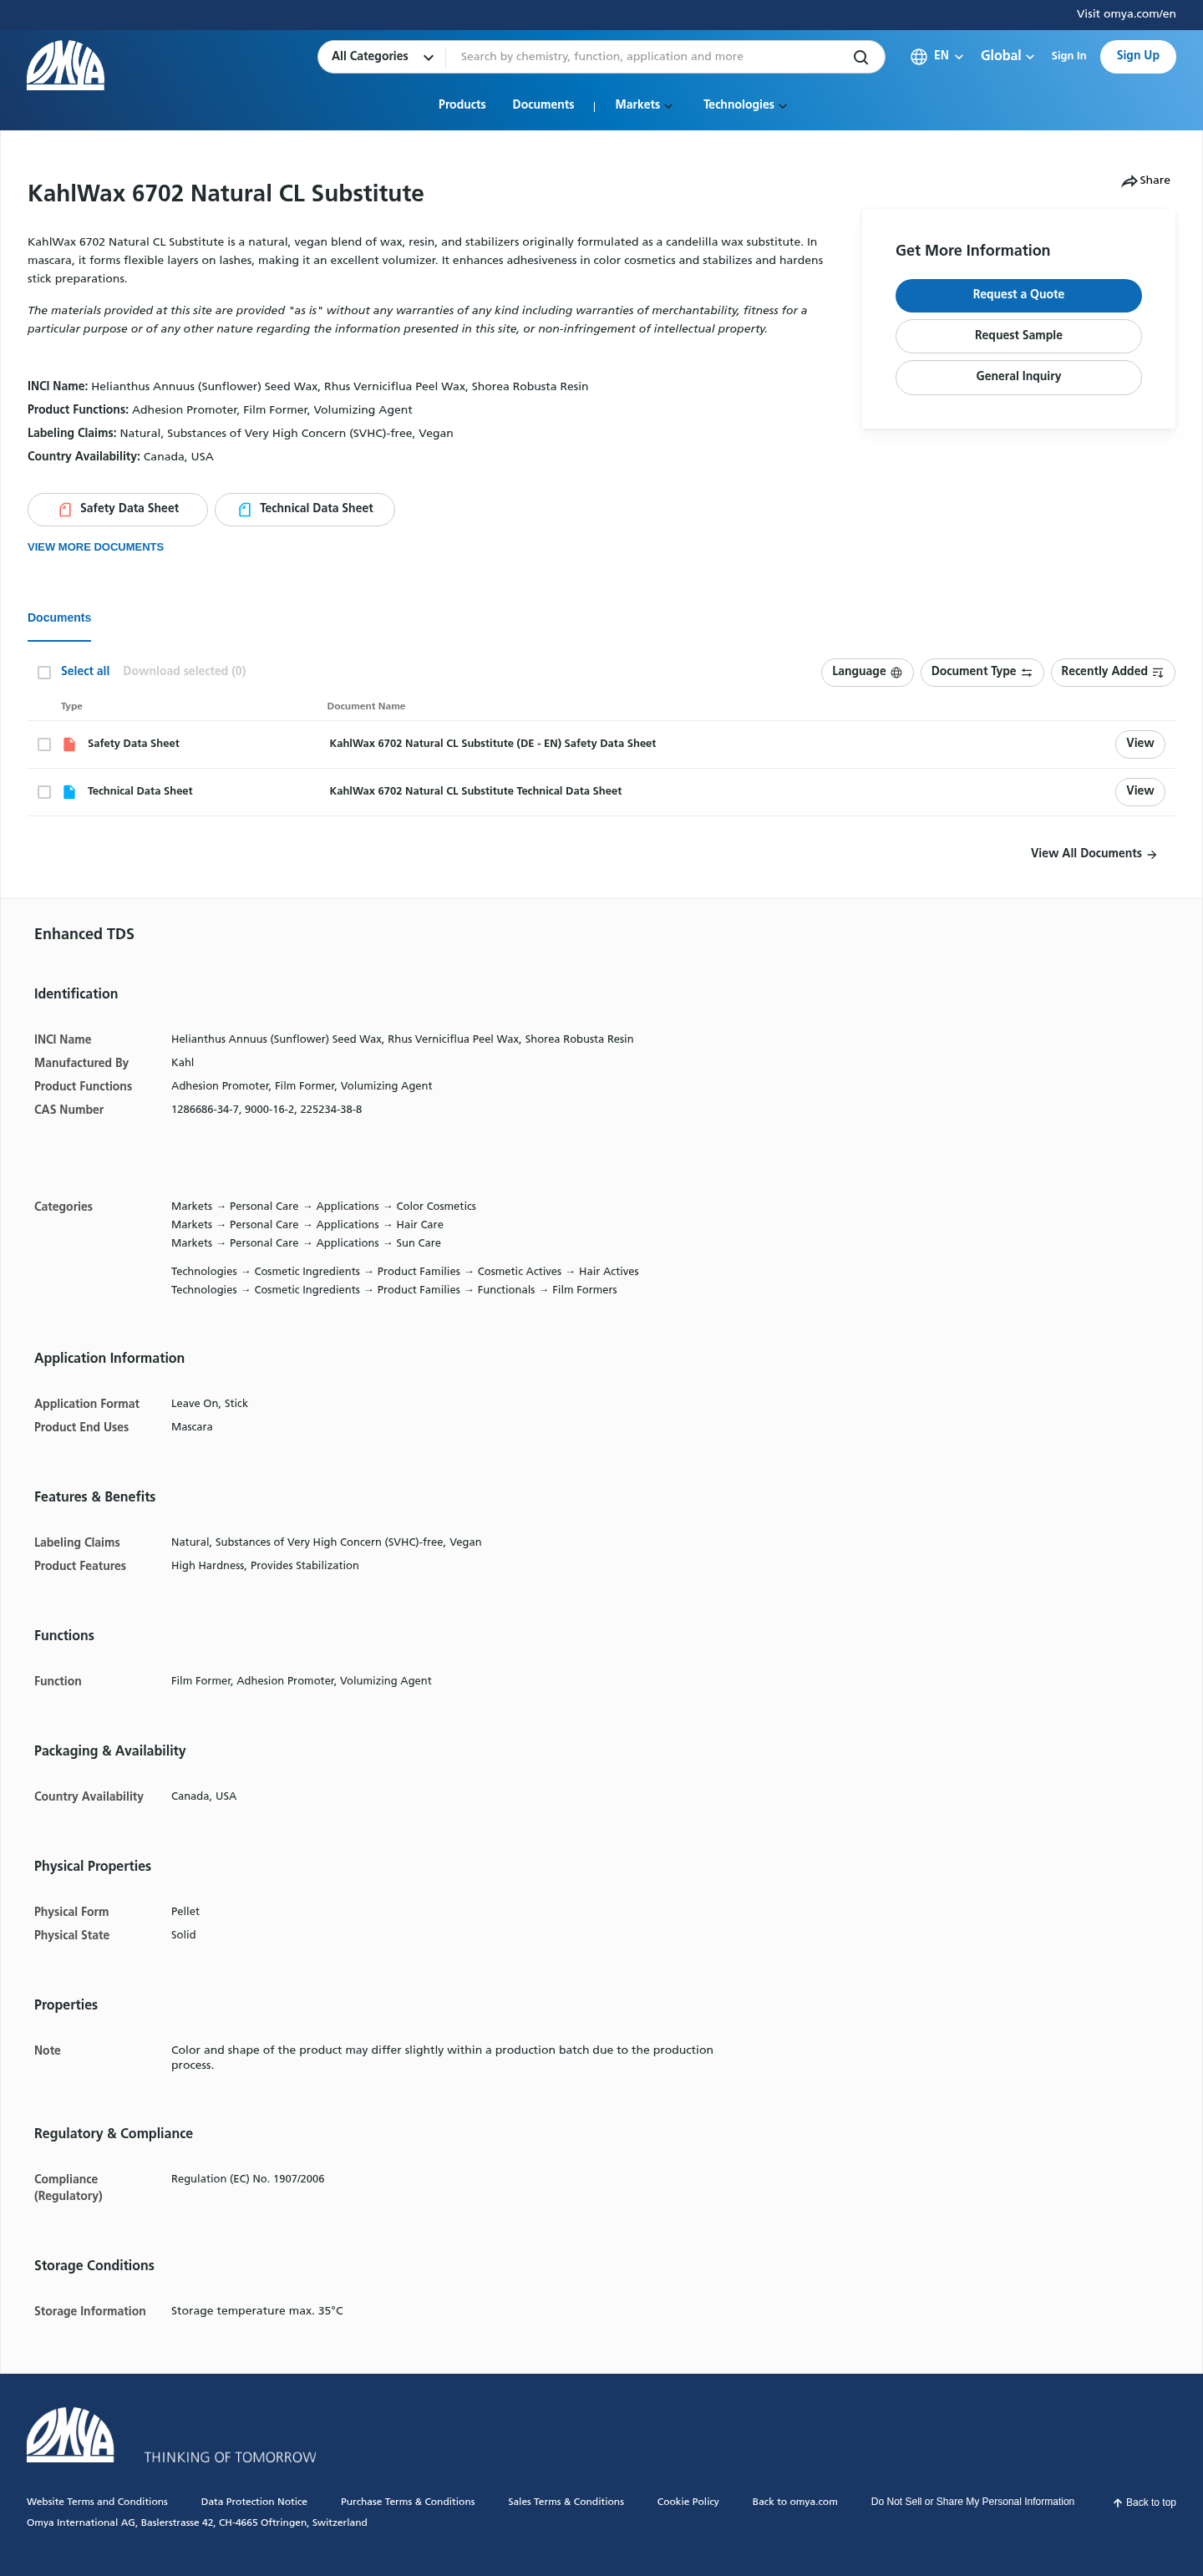 Visit omya.com/en
OMYA
All Categories
Search by chemistry, function, application and more
EN
Global
Sign In
Sign Up
Products
Documents
Markets
Technologies
Share
KahlWax 6702 Natural CL Substitute
KahlWax 6702 Natural CL Substitute is a natural, vegan blend of wax, resin, and stabilizers originally formulated as a candelilla wax substitute. In
mascara, it forms flexible layers on lashes, making it an excellent volumizer. It enhances adhesiveness in color cosmetics and stabilizes and hardens
stick preparations.
The materials provided at this site are provided "as is" without any warranties of any kind including warranties of merchantability, fitness for a
particular purpose or of any other nature regarding the information presented in this site, or non-infringement of intellectual property.
INCI Name: Helianthus Annuus (Sunflower) Seed Wax, Rhus Verniciflua Peel Wax, Shorea Robusta Resin
Product Functions: Adhesion Promoter, Film Former, Volumizing Agent
Labeling Claims: Natural, Substances of Very High Concern (SVHC)-free, Vegan
Country Availability: Canada, USA
Get More Information
Request a Quote
Request Sample
General Inquiry
Safety Data Sheet
Technical Data Sheet
VIEW MORE DOCUMENTS
Documents
Select all
Download selected (0)
Language
Document Type
Recently Added
Type
Document Name
Safety Data Sheet
KahlWax 6702 Natural CL Substitute (DE - EN) Safety Data Sheet
View
Technical Data Sheet
KahlWax 6702 Natural CL Substitute Technical Data Sheet
View
View All Documents →
Enhanced TDS
Identification
INCI Name
Helianthus Annuus (Sunflower) Seed Wax, Rhus Verniciflua Peel Wax, Shorea Robusta Resin
Manufactured By
Kahl
Product Functions
Adhesion Promoter, Film Former, Volumizing Agent
CAS Number
1286686-34-7, 9000-16-2, 225234-38-8
Categories
Markets → Personal Care → Applications → Color Cosmetics
Markets → Personal Care → Applications → Hair Care
Markets → Personal Care → Applications → Sun Care
Technologies → Cosmetic Ingredients → Product Families → Cosmetic Actives → Hair Actives
Technologies → Cosmetic Ingredients → Product Families → Functionals → Film Formers
Application Information
Application Format
Leave On, Stick
Product End Uses
Mascara
Features & Benefits
Labeling Claims
Natural, Substances of Very High Concern (SVHC)-free, Vegan
Product Features
High Hardness, Provides Stabilization
Functions
Function
Film Former, Adhesion Promoter, Volumizing Agent
Packaging & Availability
Country Availability
Canada, USA
Physical Properties
Physical Form
Pellet
Physical State
Solid
Properties
Note
Color and shape of the product may differ slightly within a production batch due to the production
process.
Regulatory & Compliance
Compliance
(Regulatory)
Regulation (EC) No. 1907/2006
Storage Conditions
Storage Information
Storage temperature max. 35°C
OMYA
THINKING OF TOMORROW
Website Terms and Conditions
Data Protection Notice
Purchase Terms & Conditions
Sales Terms & Conditions
Cookie Policy
Back to omya.com
Do Not Sell or Share My Personal Information
Back to top
Omya International AG, Baslerstrasse 42, CH-4665 Oftringen, Switzerland